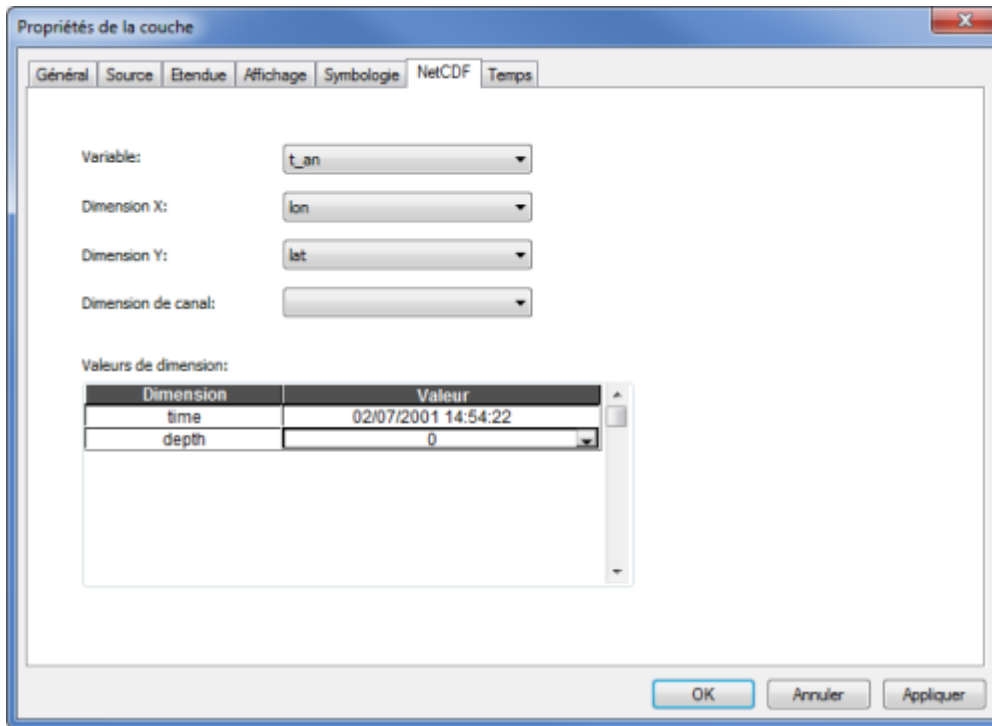 Propriétés de la couche
Général Source Etendue Affichage Symbologie NetCDF Temps
Variable: t_an
Dimension X: lon
Dimension Y: lat
Dimension de canal:
Valeurs de dimension:
Dimension Valeur
time 02/07/2001 14:54:22
depth 0
OK Annuler Appliquer